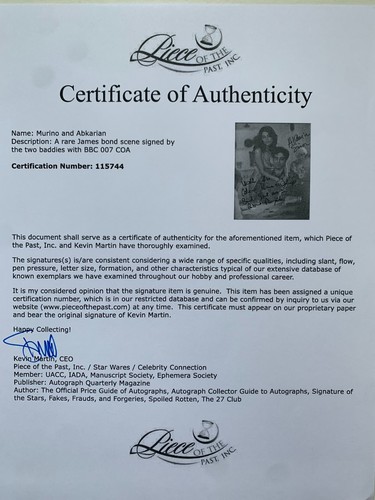 Piece
OF THE
PAST, INC.
Certificate of Authenticity
Name: Murino and Abkarian
Description: A rare James bond scene signed by
the two baddies with BBC 007 COA
Certification Number: 115744
This document shall serve as a certificate of authenticity for the aforementioned item, which Piece of
the Past, Inc. and Kevin Martin have thoroughly examined.
The signatures(s) is/are consistent considering a wide range of specific qualities, including slant, flow,
pen pressure, letter size, formation, and other characteristics typical of our extensive database of
known exemplars we have examined throughout our hobby and professional career.
It is my considered opinion that the signature item is genuine. This item has been assigned a unique
certification number, which is in our restricted database and can be confirmed by inquiry to us via our
website (www.pieceofthepast.com) at any time. This certificate must appear on our proprietary paper
and bear the original signature of Kevin Martin.
Happy Collecting!
Kevin Martin, CEO
Piece of the Past, Inc. / Star Wares / Celebrity Connection
Member: UACC, IADA, Manuscript Society, Ephemera Society
Publisher: Autograph Quarterly Magazine
Author: The Official Price Guide of Autographs, Autograph Collector Guide to Autographs, Signature of
the Stars, Fakes, Frauds, and Forgeries, Spoiled Rotten, The 27 Club
Piece
OF THE
PAST, INC.